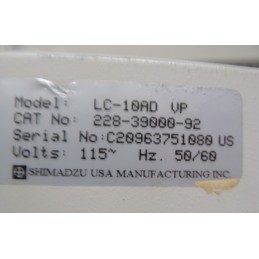 Model: LC-10AD VP
CAT No: 228-39000-92
Serial No:C20963751080 US
Volts: 115~ Hz. 50/60
SHIMADZU USA MANUFACTURING INC.